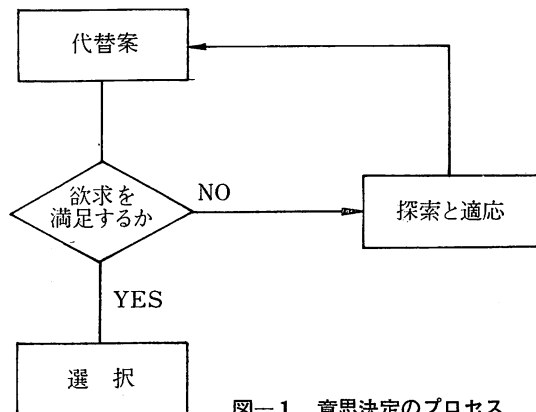 代替案
欲求を
満足するか
NO
探索と適応
YES
選 択
図−1 意思決定のプロセス